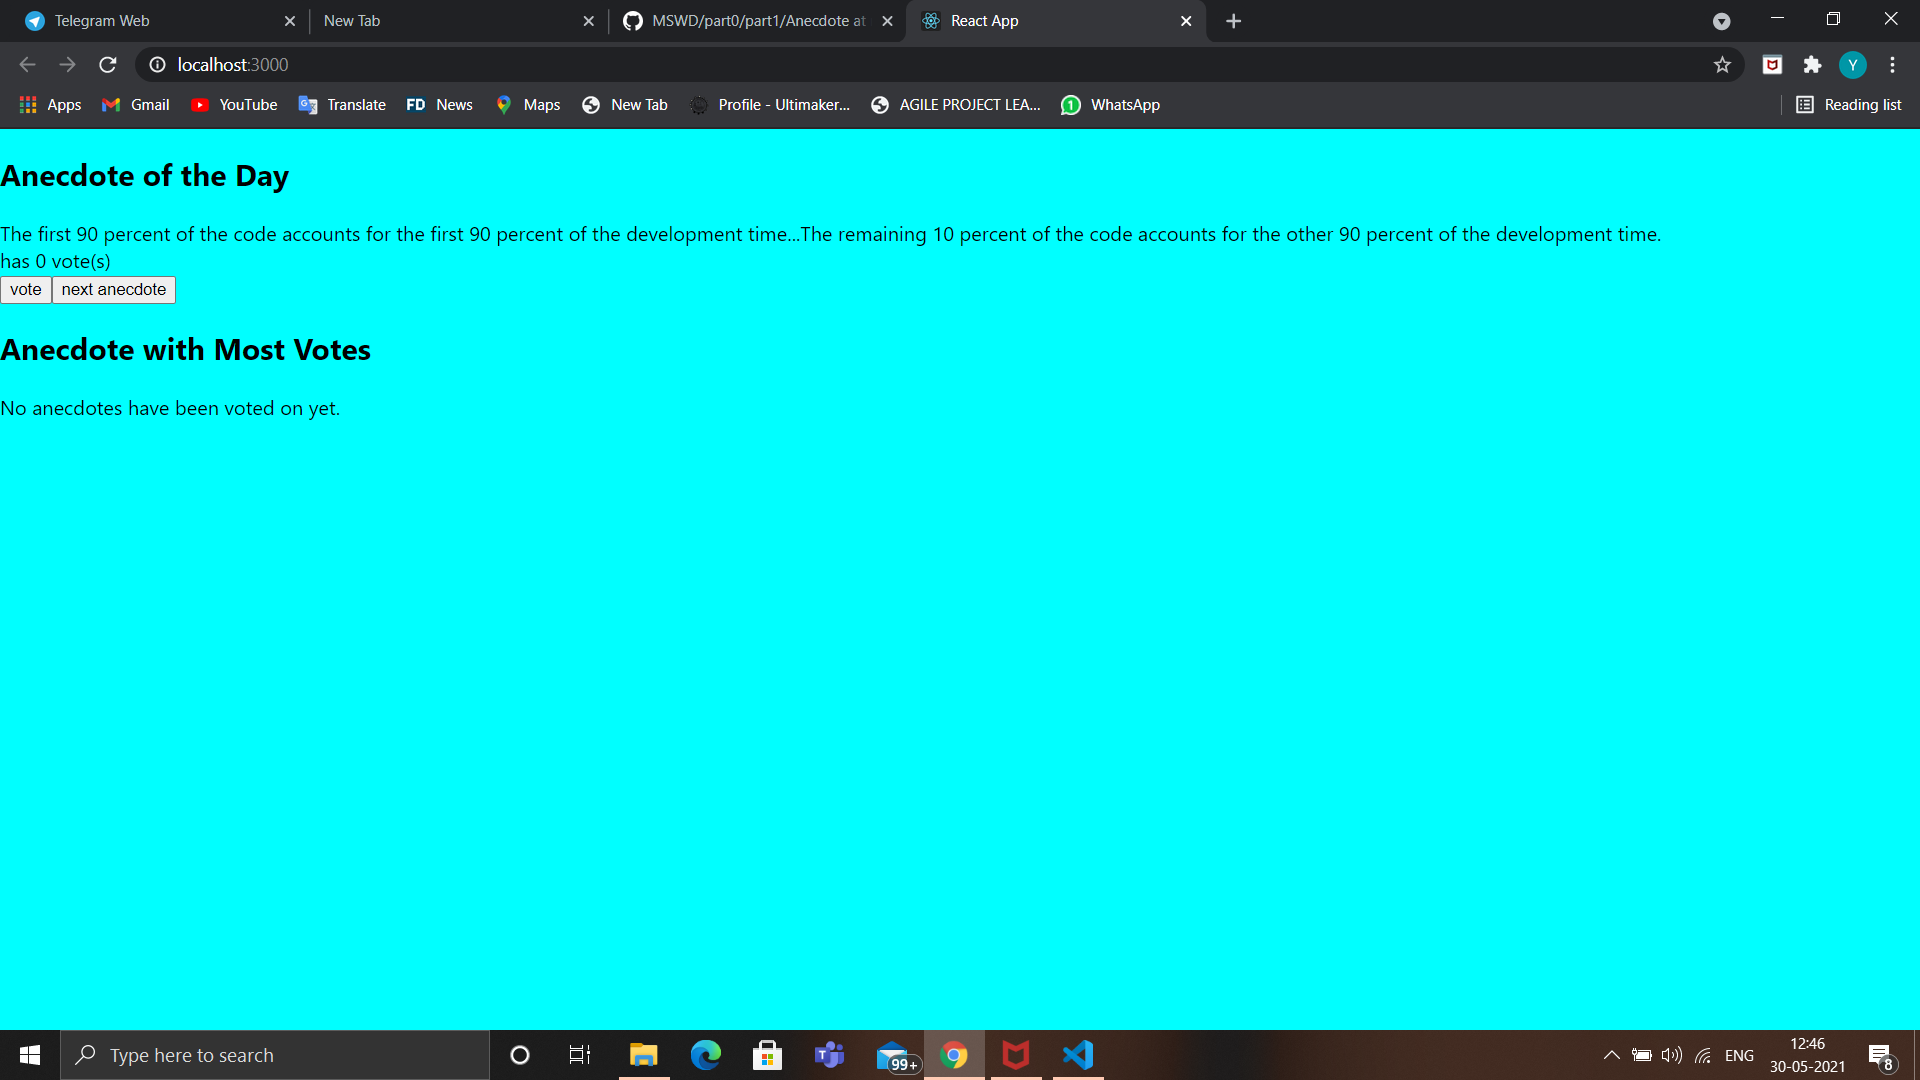 Telegram Web
New Tab
MSWD/part0/part1/Anecdote at
React App
localhost:3000
Y
Apps
Gmail
YouTube
Translate
FD News
Maps
New Tab
Profile - Ultimaker...
AGILE PROJECT LEA...
1 WhatsApp
Reading list
Anecdote of the Day
The first 90 percent of the code accounts for the first 90 percent of the development time...The remaining 10 percent of the code accounts for the other 90 percent of the development time.
has 0 vote(s)
vote
next anecdote
Anecdote with Most Votes
No anecdotes have been voted on yet.
Type here to search
99+
ENG
12:46
30-05-2021
8